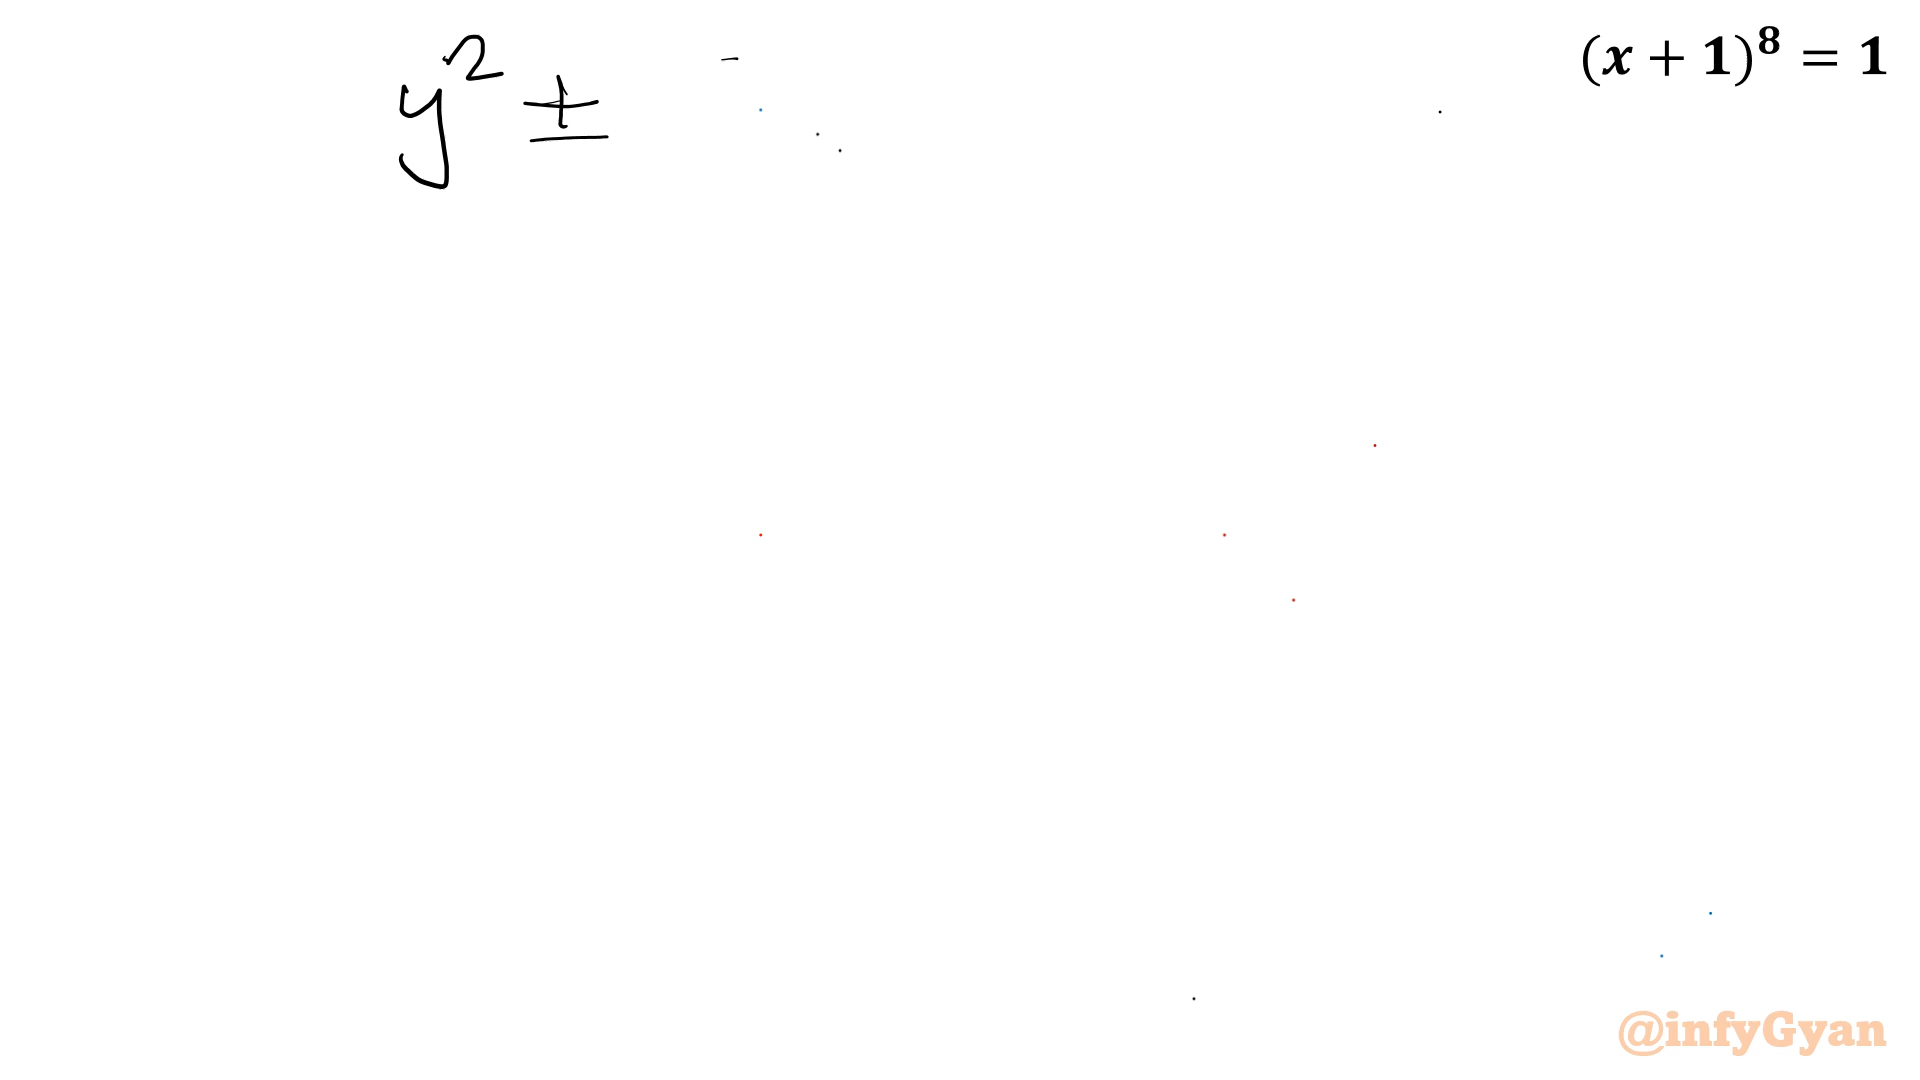 y² ±
(x + 1)⁸ = 1
@infyGyan